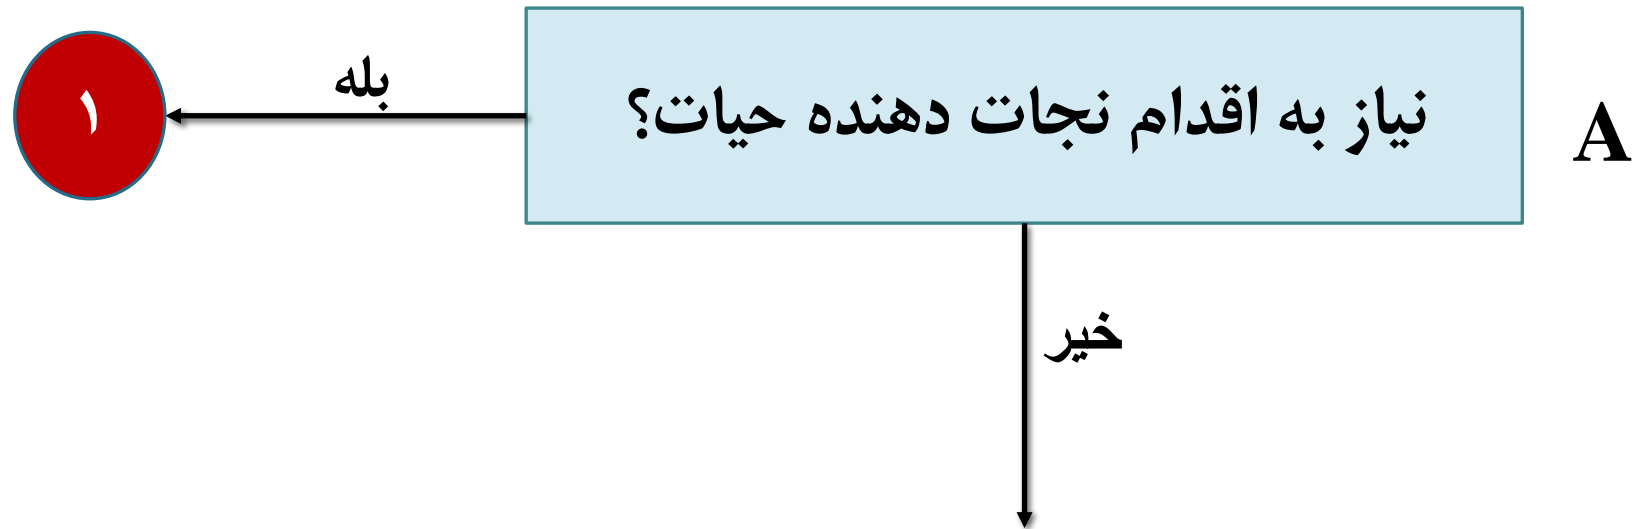 A
نیاز به اقدام نجات دهنده حیات؟
بله
۱
خیر